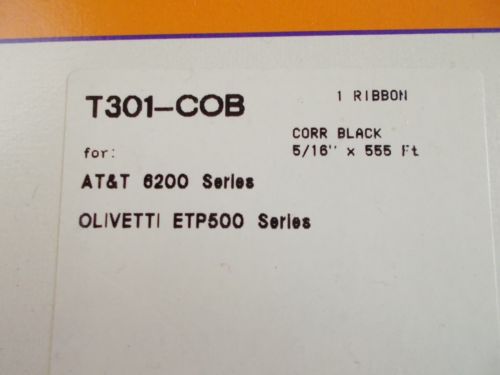 T301-COB 1 RIBBON
CORR BLACK
for: 5/16" x 555 Ft
AT&T 6200 Series
OLIVETTI ETP500 Series